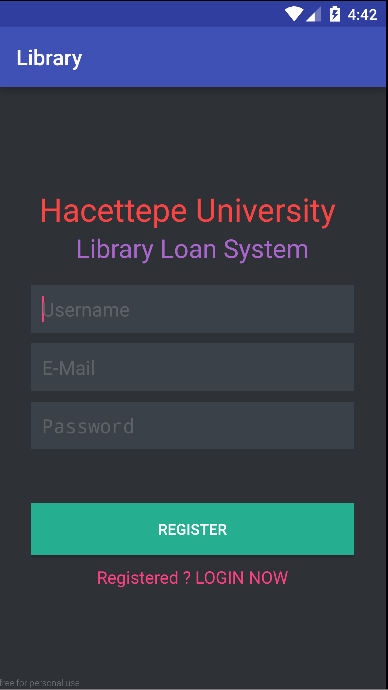 4:42
Library
Hacettepe University
Library Loan System
Username
E-Mail
Password
REGISTER
Registered ? LOGIN NOW
free for personal use